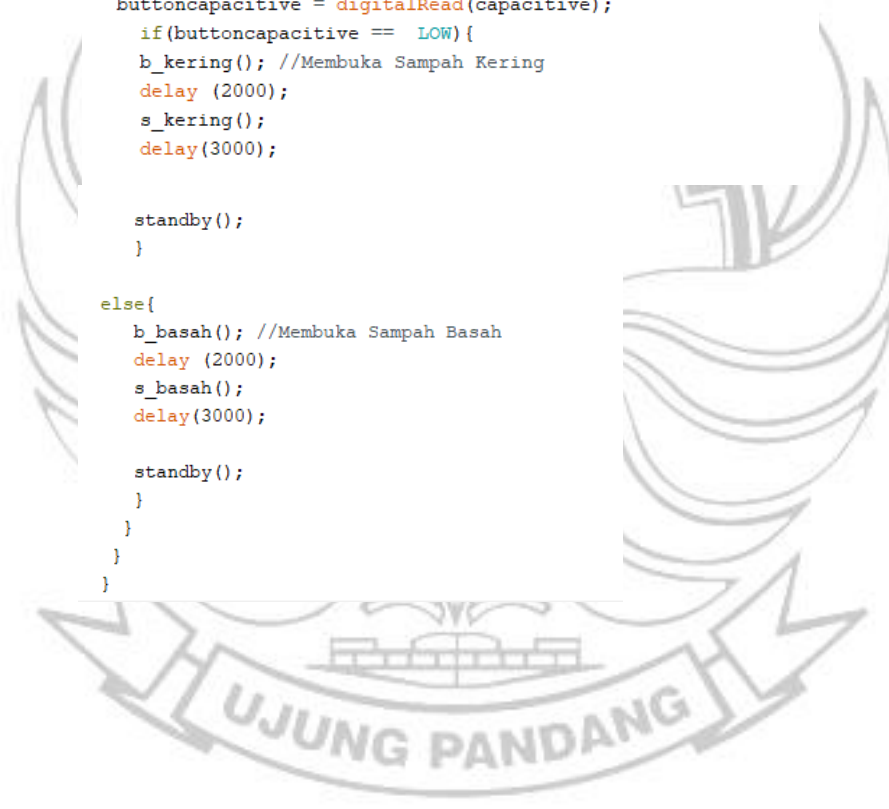 buttoncapacitive = digitalRead(capacitive);
if(buttoncapacitive ==  LOW){
b_kering(); //Membuka Sampah Kering
delay (2000);
s_kering();
delay(3000);
standby();
}
else{
b_basah(); //Membuka Sampah Basah
delay (2000);
s_basah();
delay(3000);
standby();
}
}
}
}
UJUNG PANDANG